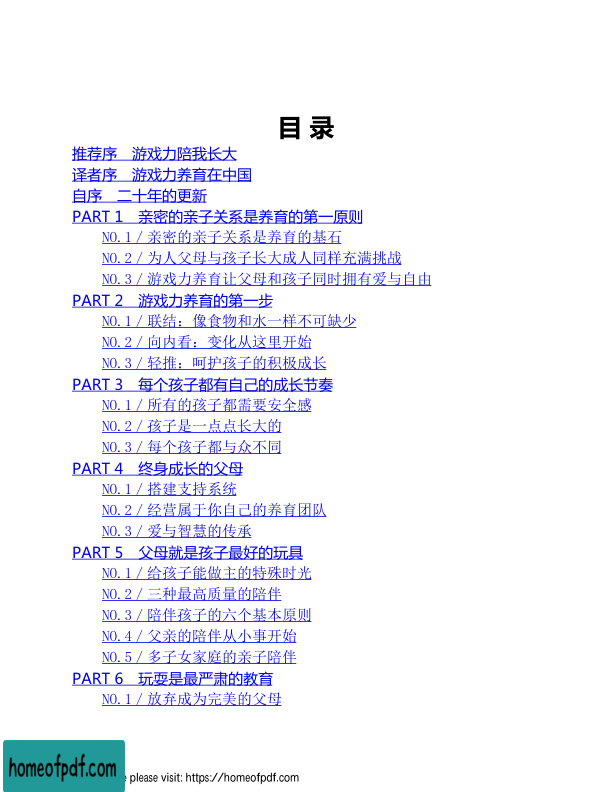 目 录
推荐序　游戏力陪我长大
译者序　游戏力养育在中国
自序　二十年的更新
PART 1　亲密的亲子关系是养育的第一原则
NO.1／亲密的亲子关系是养育的基石
NO.2／为人父母与孩子长大成人同样充满挑战
NO.3／游戏力养育让父母和孩子同时拥有爱与自由
PART 2　游戏力养育的第一步
NO.1／联结：像食物和水一样不可缺少
NO.2／向内看：变化从这里开始
NO.3／轻推：呵护孩子的积极成长
PART 3　每个孩子都有自己的成长节奏
NO.1／所有的孩子都需要安全感
NO.2／孩子是一点点长大的
NO.3／每个孩子都与众不同
PART 4　终身成长的父母
NO.1／搭建支持系统
NO.2／经营属于你自己的养育团队
NO.3／爱与智慧的传承
PART 5　父母就是孩子最好的玩具
NO.1／给孩子能做主的特殊时光
NO.2／三种最高质量的陪伴
NO.3／陪伴孩子的六个基本原则
NO.4／父亲的陪伴从小事开始
NO.5／多子女家庭的亲子陪伴
PART 6　玩耍是最严肃的教育
NO.1／放弃成为完美的父母
homeofpdf.com
please visit: https://homeofpdf.com